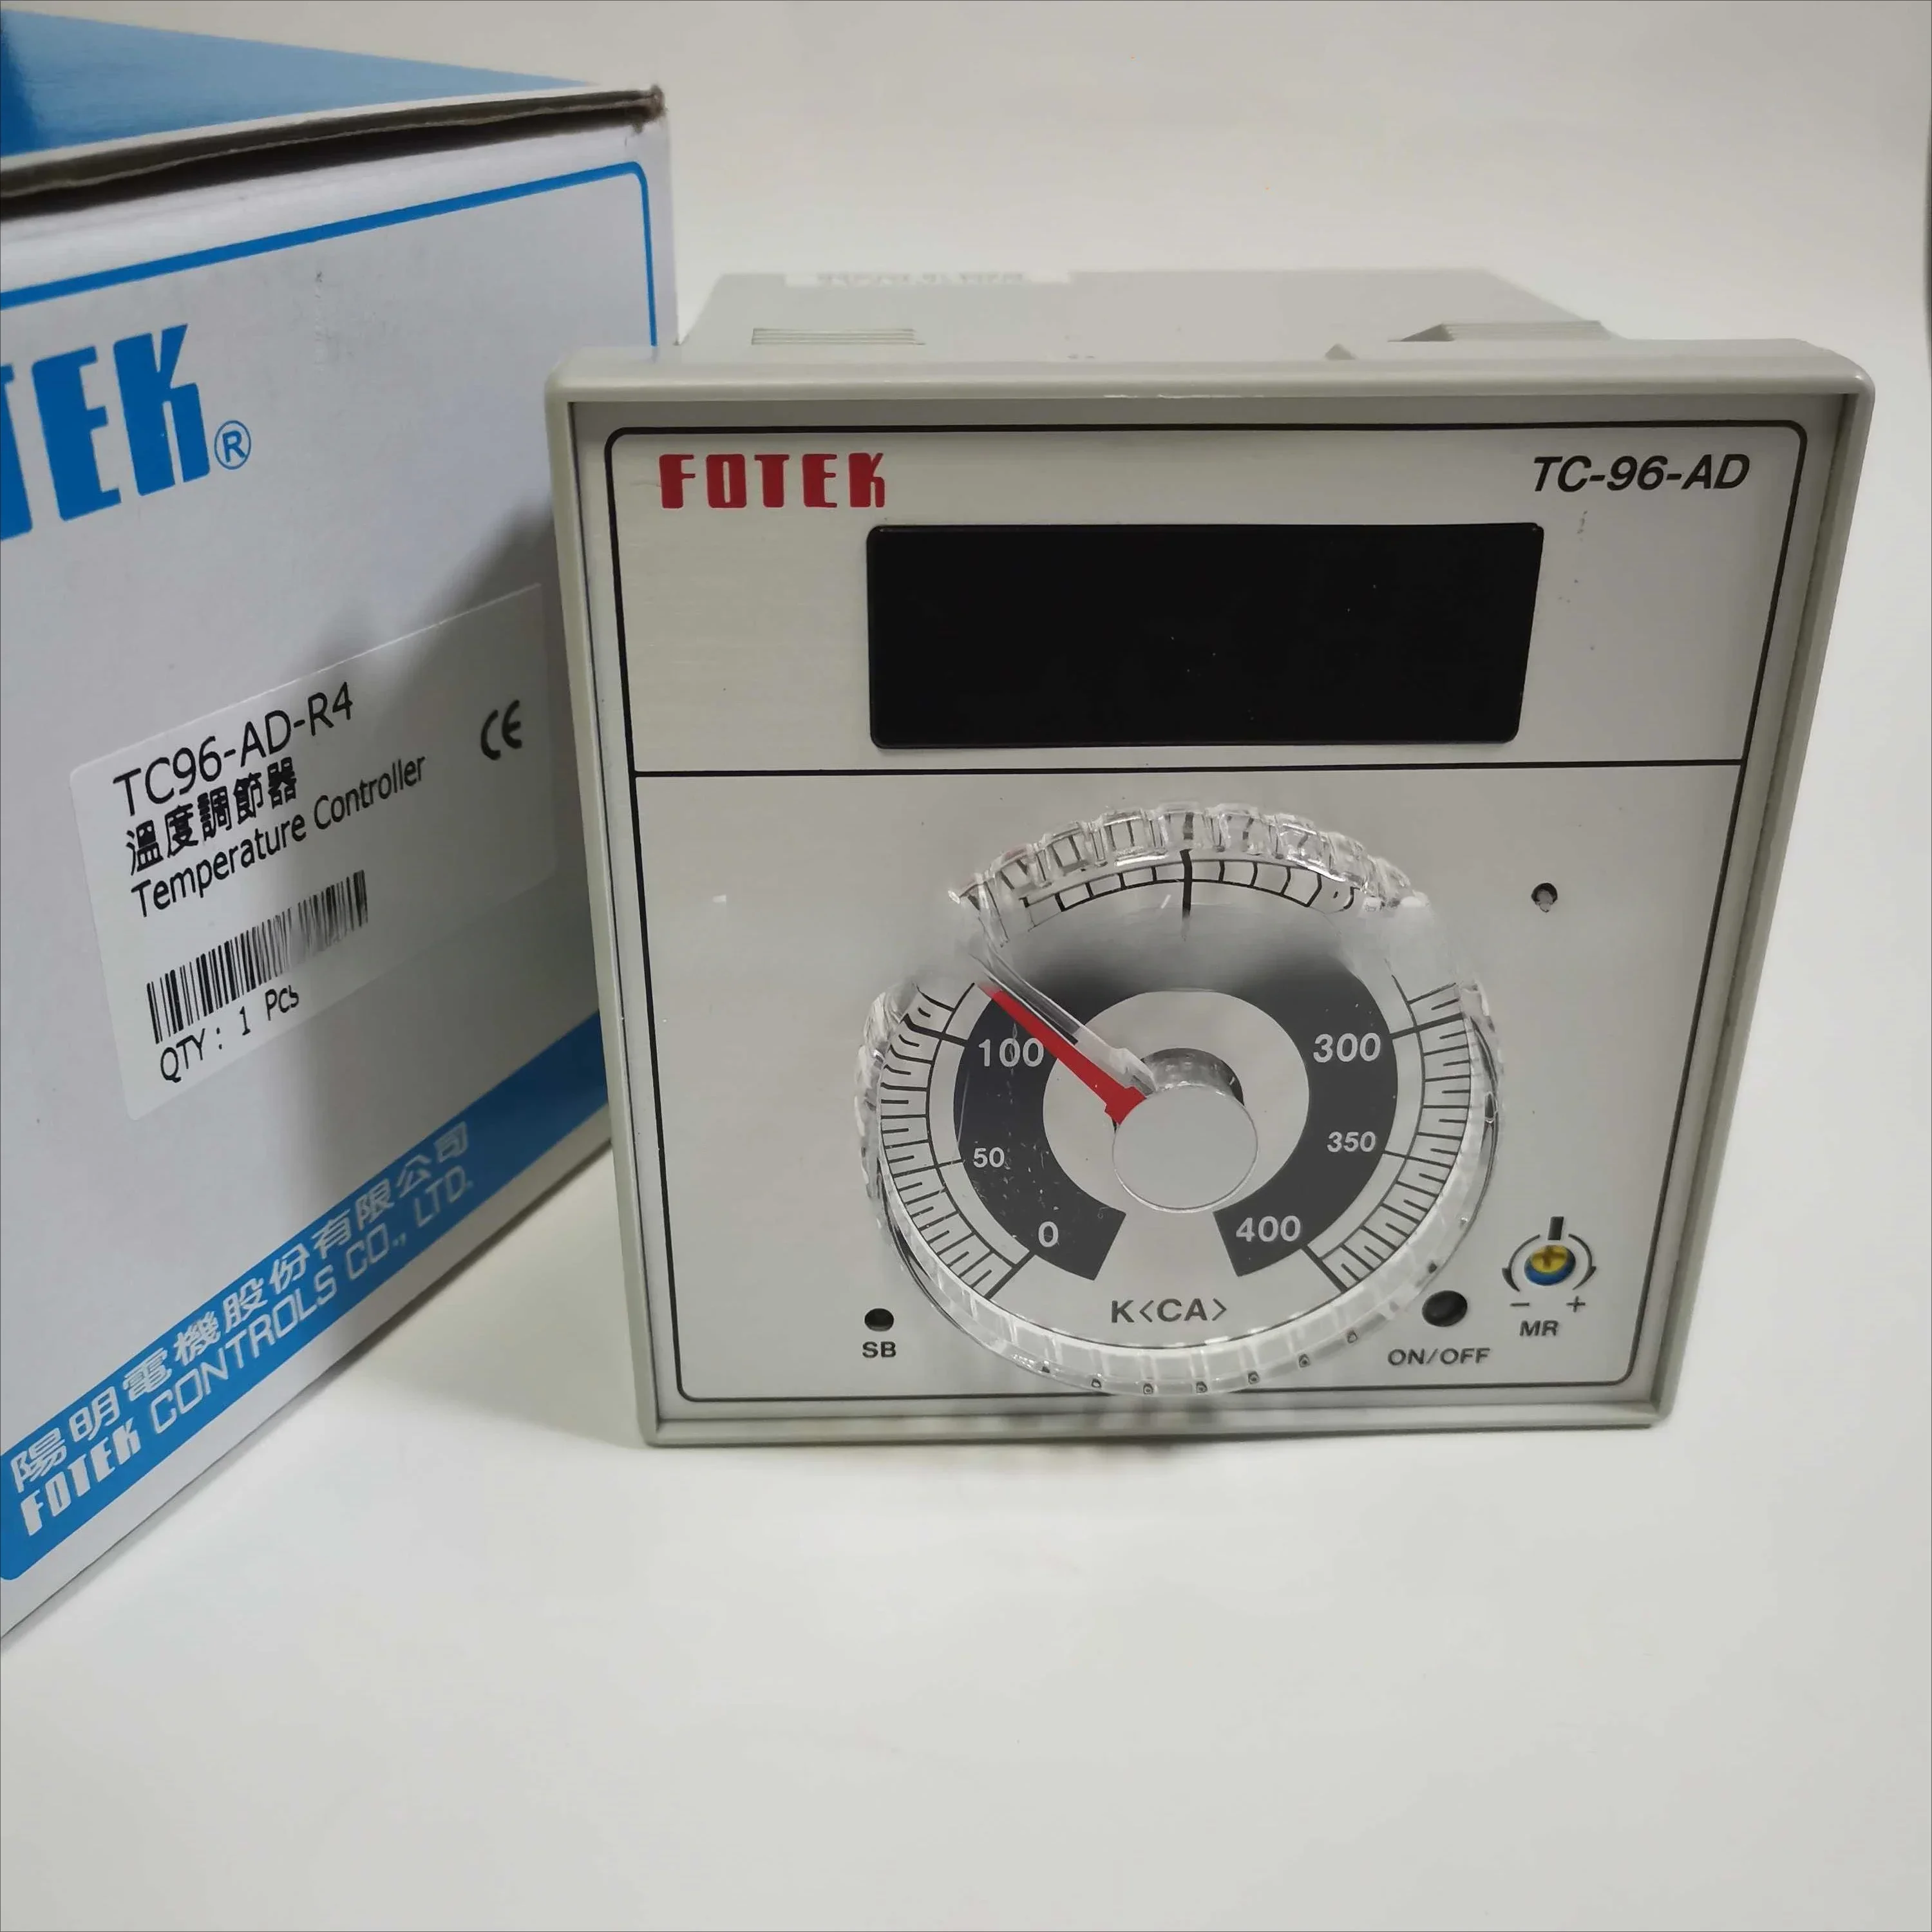 TEK®
TC96-AD-R4
溫度調節器
Temperature Controller
CE
QTY : 1 Pcs
陽明電機股份有限公司
FOTEK CONTROLS CO., LTD.
FOTEK
TC-96-AD
100
300
50
350
0
400
K<CA>
SB
ON/OFF
- +
MR